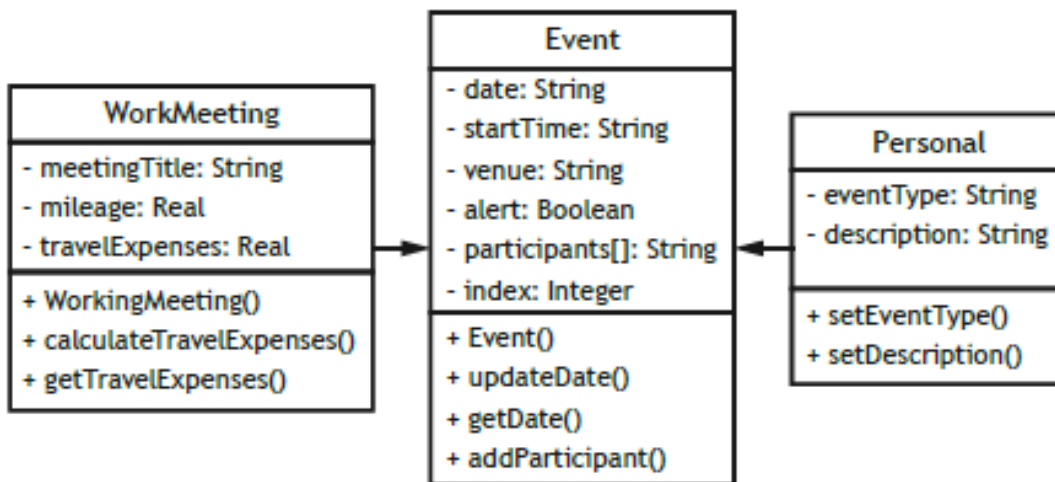 WorkMeeting
- meetingTitle: String
- mileage: Real
- travelExpenses: Real
+ WorkingMeeting()
+ calculateTravelExpenses()
+ getTravelExpenses()
Event
- date: String
- startTime: String
- venue: String
- alert: Boolean
- participants[]: String
- index: Integer
+ Event()
+ updateDate()
+ getDate()
+ addParticipant()
Personal
- eventType: String
- description: String
+ setEventType()
+ setDescription()